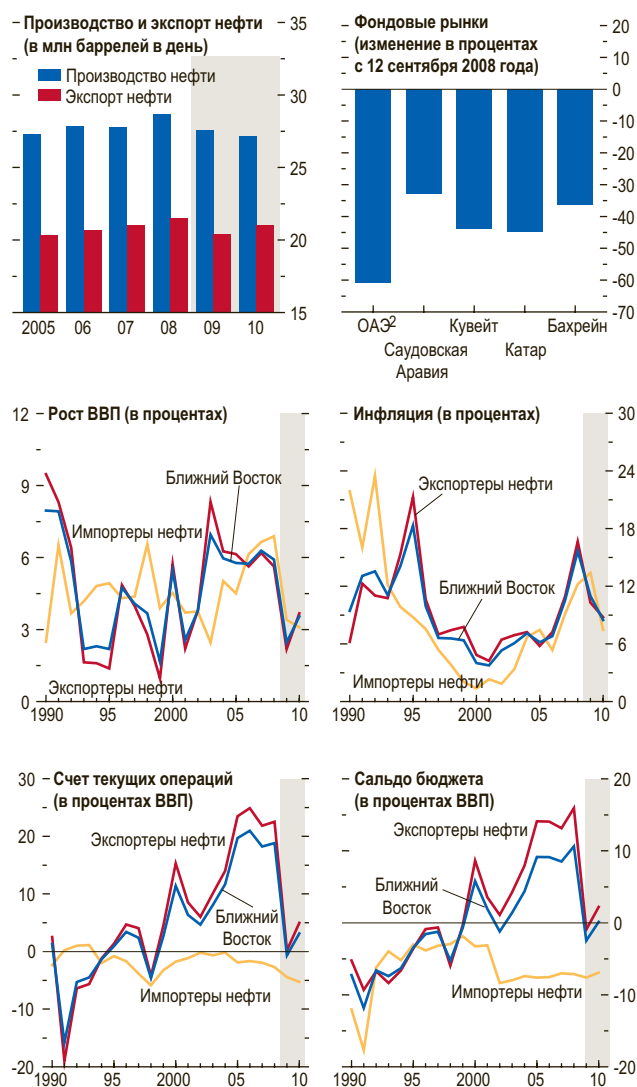 Производство и экспорт нефти
(в млн баррелей в день)
35
30
25
20
15
Производство нефти
Экспорт нефти
2005 06 07 08 09 10
Фондовые рынки
(изменение в процентах
с 12 сентября 2008 года)
20
10
0
-10
-20
-30
-40
-50
-60
-70
ОАЭ2 Кувейт Бахрейн
Саудовская Катар
Аравия
Рост ВВП (в процентах)
12
9
6
3
0
Ближний Восток
Импортеры нефти
Экспортеры нефти
1990 95 2000 05 10
Инфляция (в процентах)
30
24
18
12
6
0
Экспортеры нефти
Ближний Восток
Импортеры нефти
1990 95 2000 05 10
Счет текущих операций
(в процентах ВВП)
30
20
10
0
-10
-20
Экспортеры нефти
Ближний
Восток
Импортеры нефти
1990 95 2000 05 10
Сальдо бюджета
(в процентах ВВП)
20
10
0
-10
-20
Экспортеры нефти
Ближний
Восток
Импортеры нефти
1990 95 2000 05 10